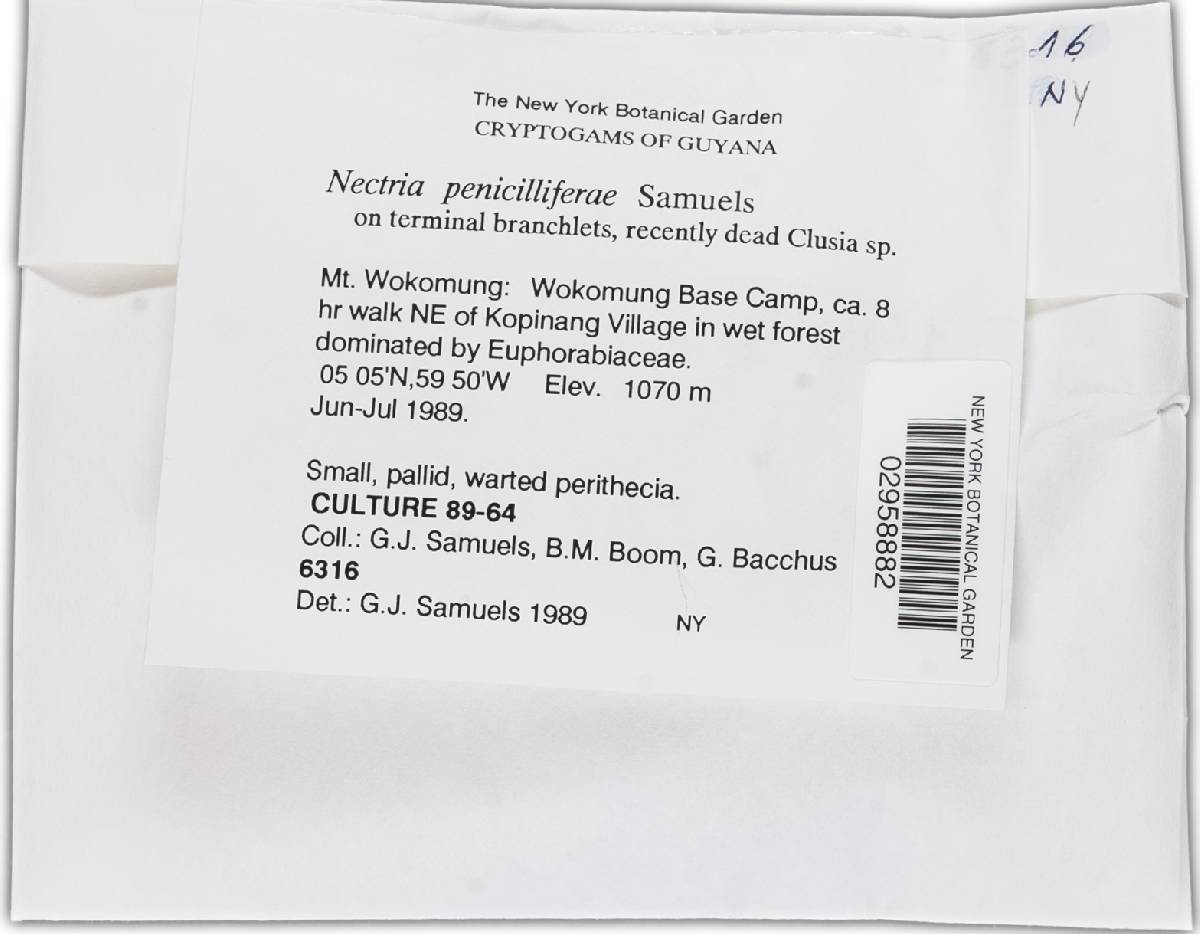 16
NY
The New York Botanical Garden
CRYPTOGAMS OF GUYANA
Nectria penicilliferae Samuels
on terminal branchlets, recently dead Clusia sp.
Mt. Wokomung: Wokomung Base Camp, ca. 8
hr walk NE of Kopinang Village in wet forest
dominated by Euphorabiaceae.
05 05'N,59 50'W Elev. 1070 m
Jun-Jul 1989.
Small, pallid, warted perithecia.
CULTURE 89-64
Coll.: G.J. Samuels, B.M. Boom, G. Bacchus
6316
Det.: G.J. Samuels 1989 NY
NEW YORK BOTANICAL GARDEN
02958882